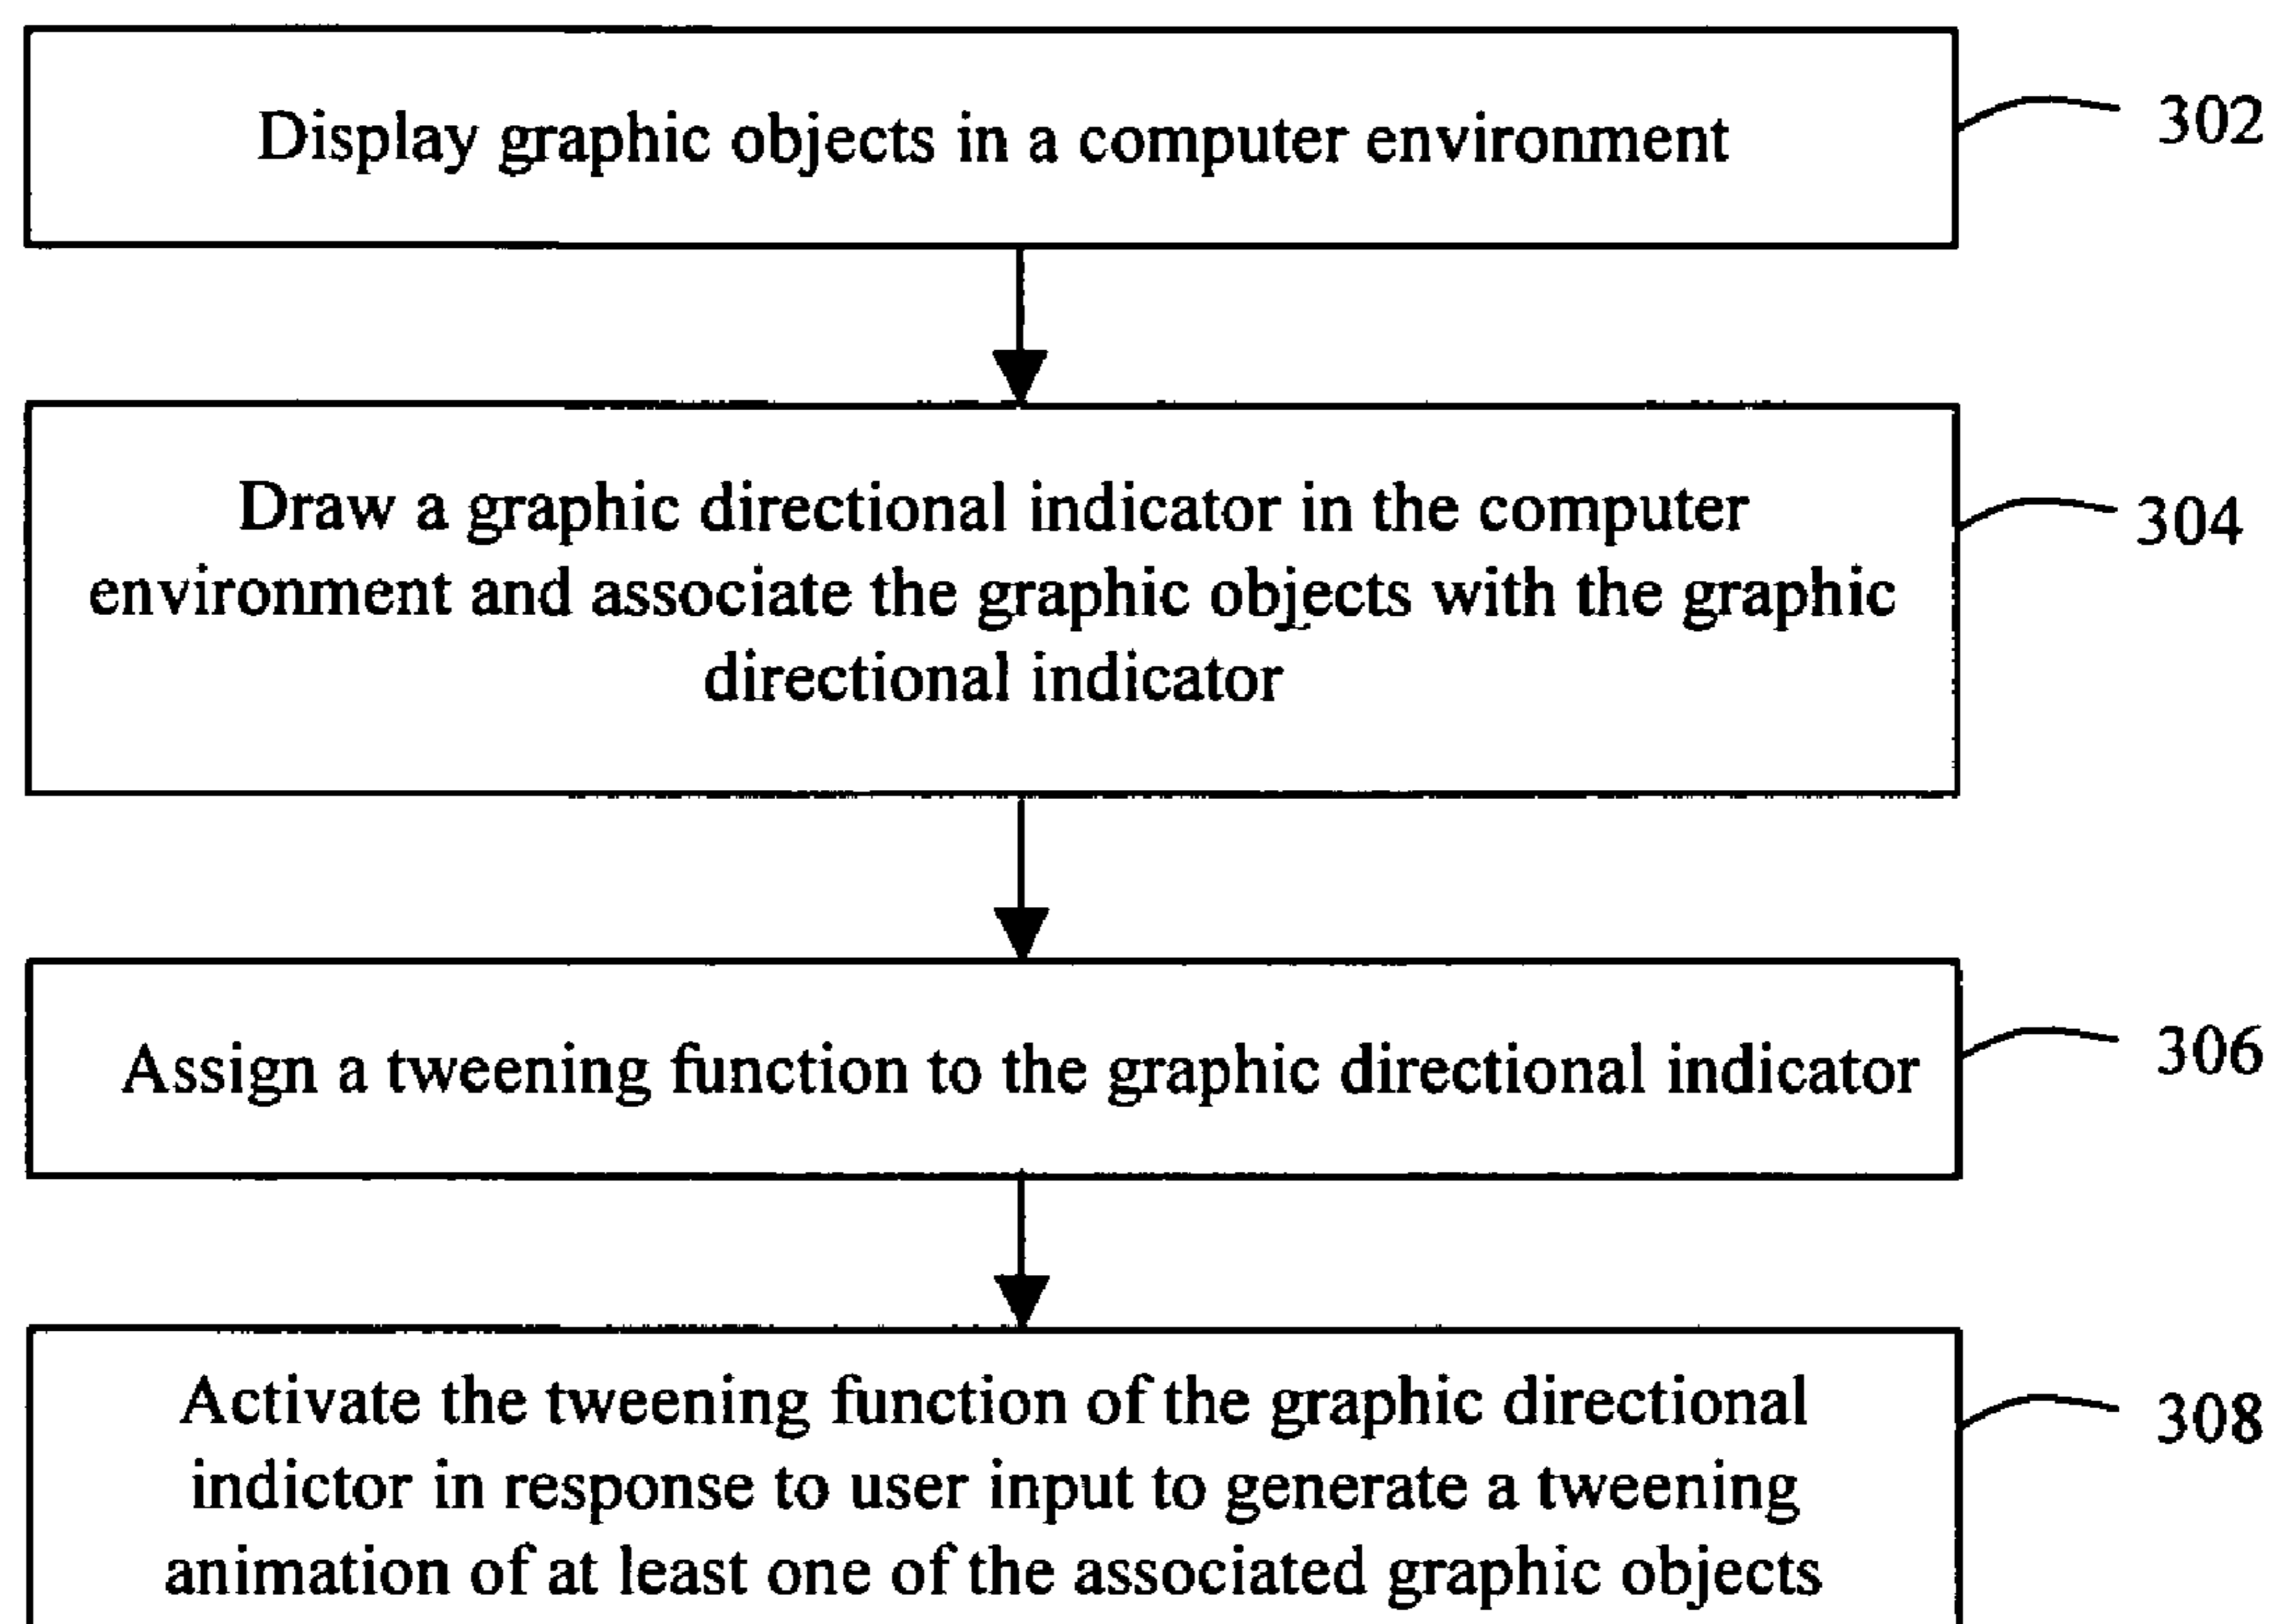 Display graphic objects in a computer environment
302
Draw a graphic directional indicator in the computer
environment and associate the graphic objects with the graphic
directional indicator
304
Assign a tweening function to the graphic directional indicator
306
Activate the tweening function of the graphic directional
indictor in response to user input to generate a tweening
animation of at least one of the associated graphic objects
308